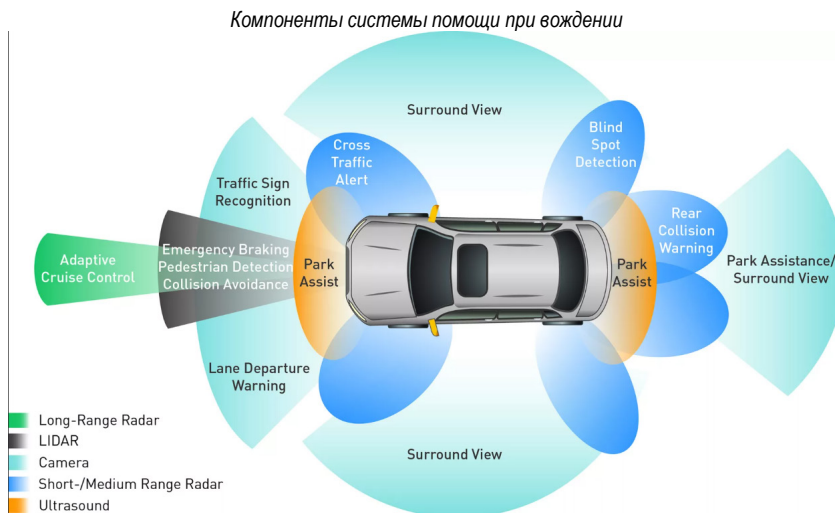 Компоненты системы помощи при вождении
Surround View
Cross
Traffic
Alert
Blind
Spot
Detection
Traffic Sign
Recognition
Rear
Collision
Warning
Adaptive
Cruise Control
Emergency Braking
Pedestrian Detection
Collision Avoidance
Park
Assist
Park
Assist
Park Assistance/
Surround View
Lane Departure
Warning
Surround View
Long-Range Radar
LIDAR
Camera
Short-/Medium Range Radar
Ultrasound